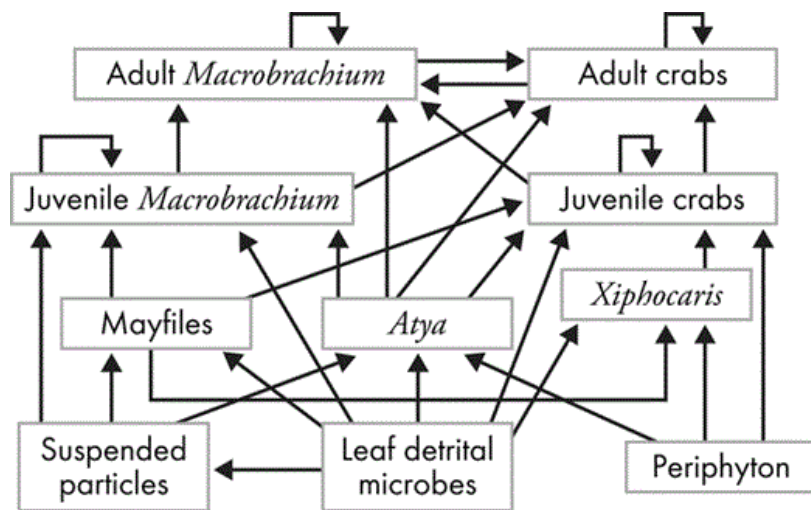 Adult Macrobrachium
Adult crabs
Juvenile Macrobrachium
Juvenile crabs
Xiphocaris
Mayfiles
Atya
Suspended
particles
Leaf detrital
microbes
Periphyton